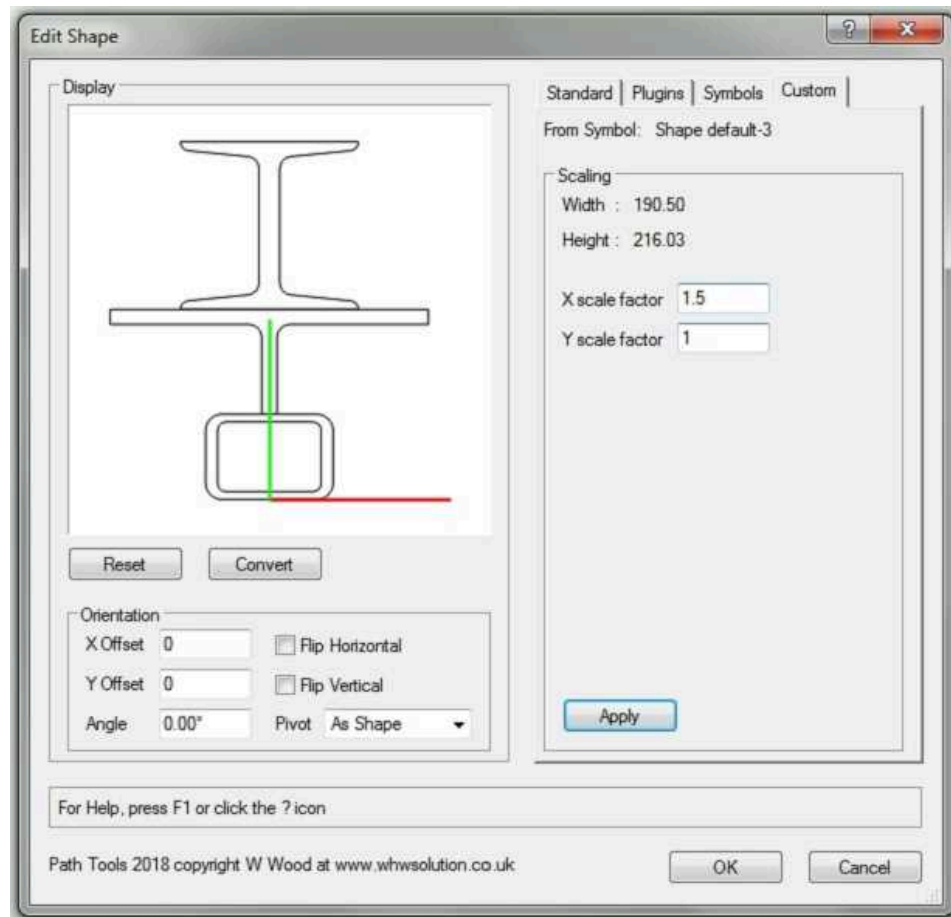 Edit Shape
?
Display
Reset
Convert
Orientation
X Offset 0
Flip Horizontal
Y Offset 0
Flip Vertical
Angle 0.00°
Pivot As Shape
Standard Plugins Symbols Custom
From Symbol: Shape default-3
Scaling
Width : 190.50
Height : 216.03
X scale factor 1.5
Y scale factor 1
Apply
For Help, press F1 or click the ? icon
Path Tools 2018 copyright W Wood at www.whwsolution.co.uk
OK
Cancel